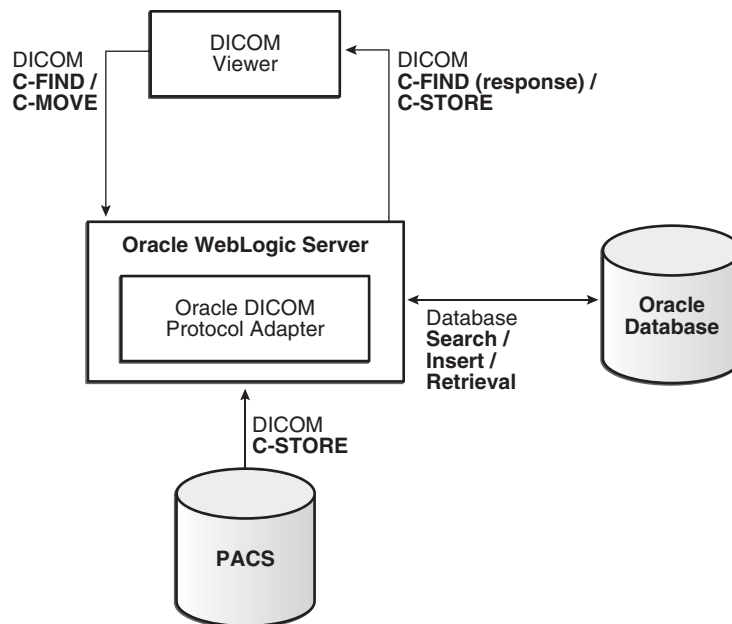 DICOM
Viewer
DICOM
C-FIND /
C-MOVE
DICOM
C-FIND (response) /
C-STORE
Oracle WebLogic Server
Oracle DICOM
Protocol Adapter
Database
Search /
Insert /
Retrieval
Oracle
Database
DICOM
C-STORE
PACS